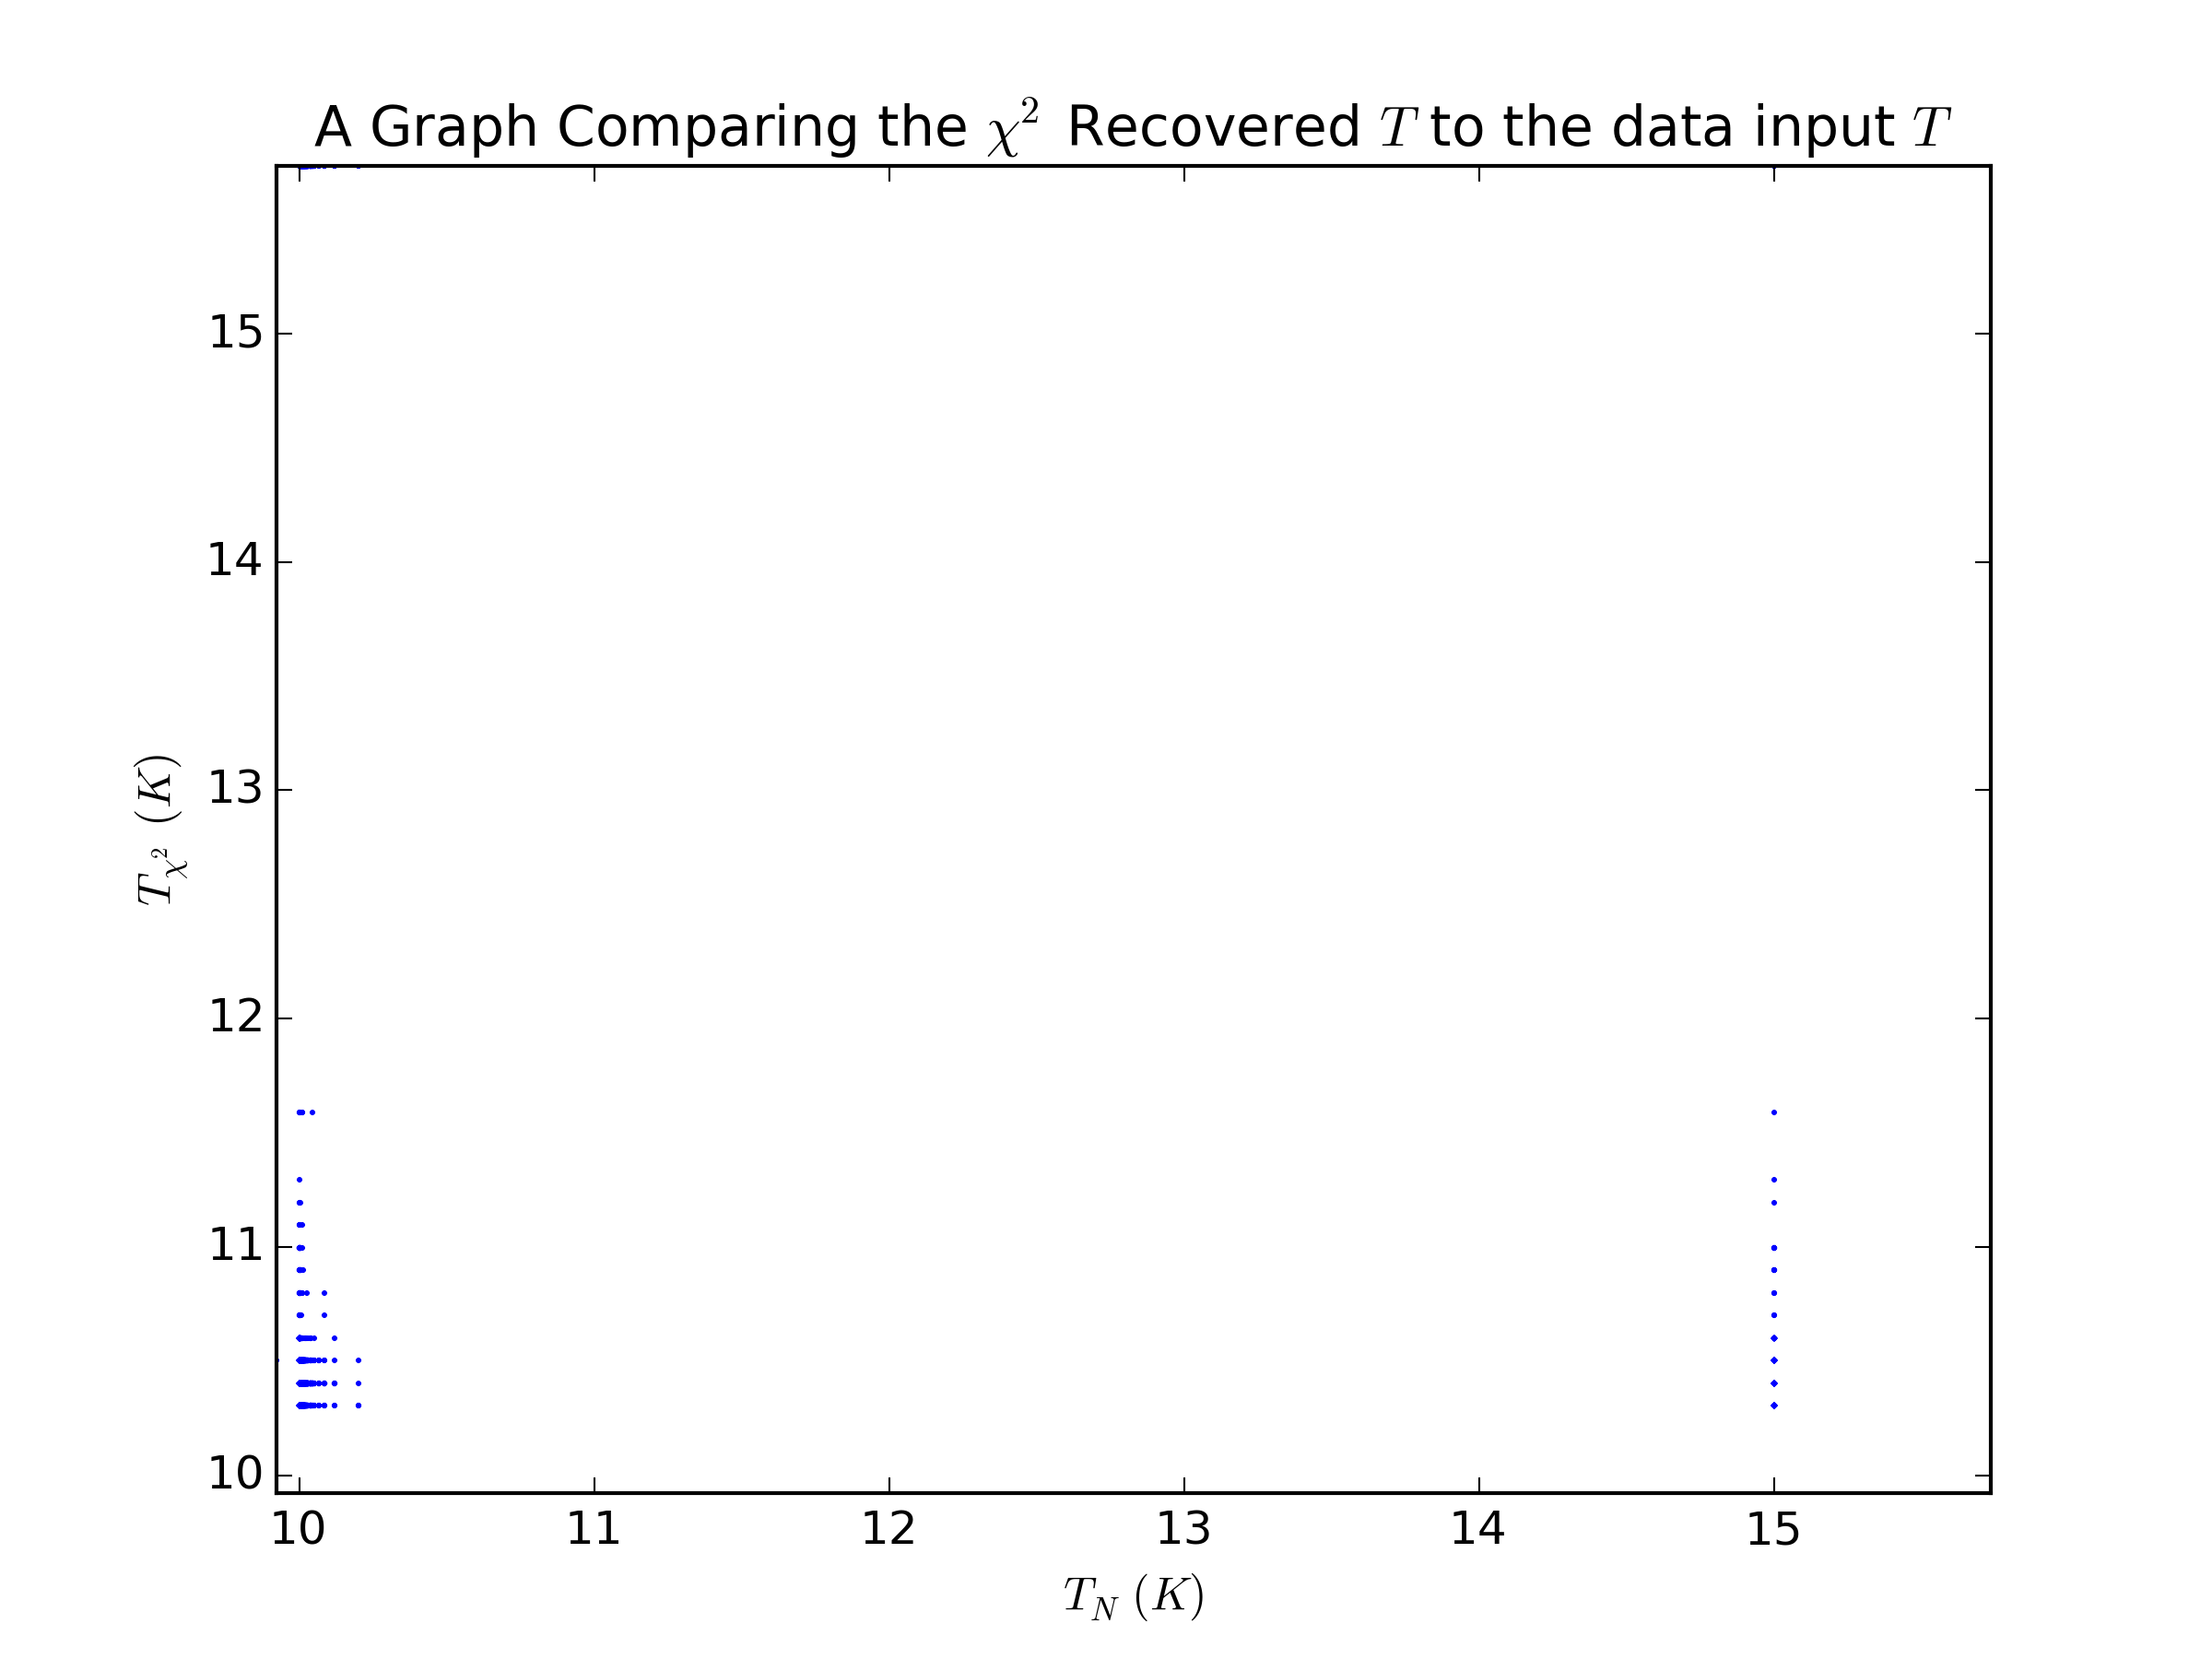 A Graph Comparing the χ² Recovered T to the data input T
15
14
13
12
11
10
T_χ² (K)
10 11 12 13 14 15
T_N (K)